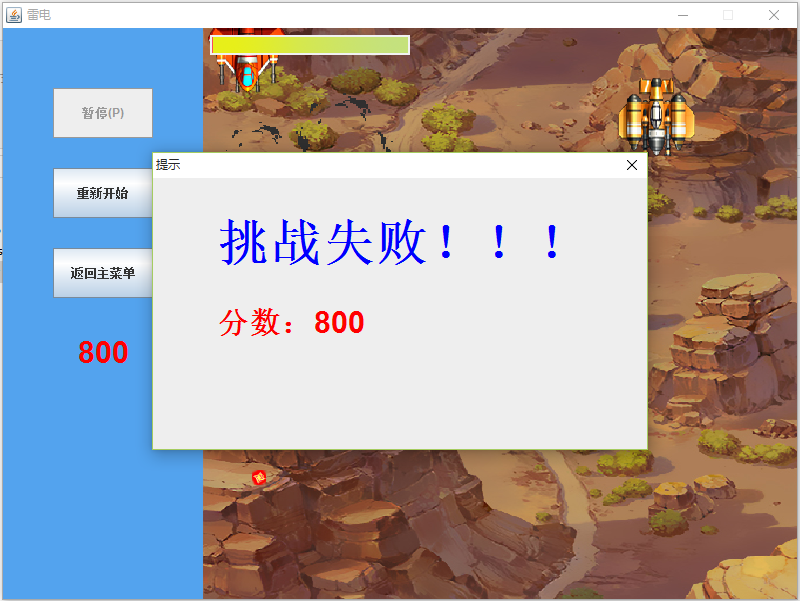 雷电
暂停(P)
重新开始
返回主菜单
800
提示
挑战失败！！！
分数：800